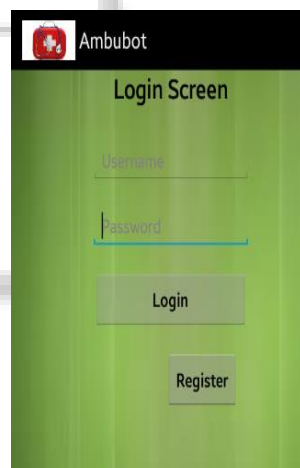 Ambubot
Login Screen
Username
Password
Login
Register